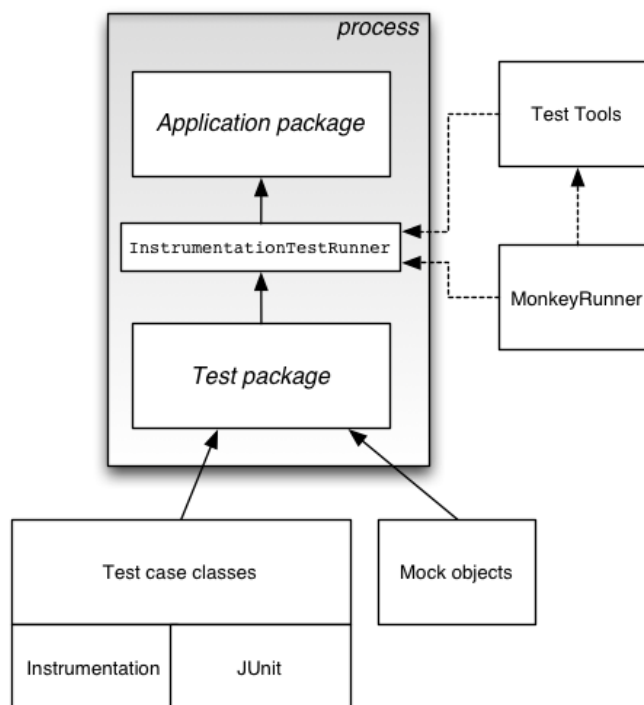 process
Application package
Test Tools
InstrumentationTestRunner
MonkeyRunner
Test package
Test case classes
Mock objects
Instrumentation
JUnit